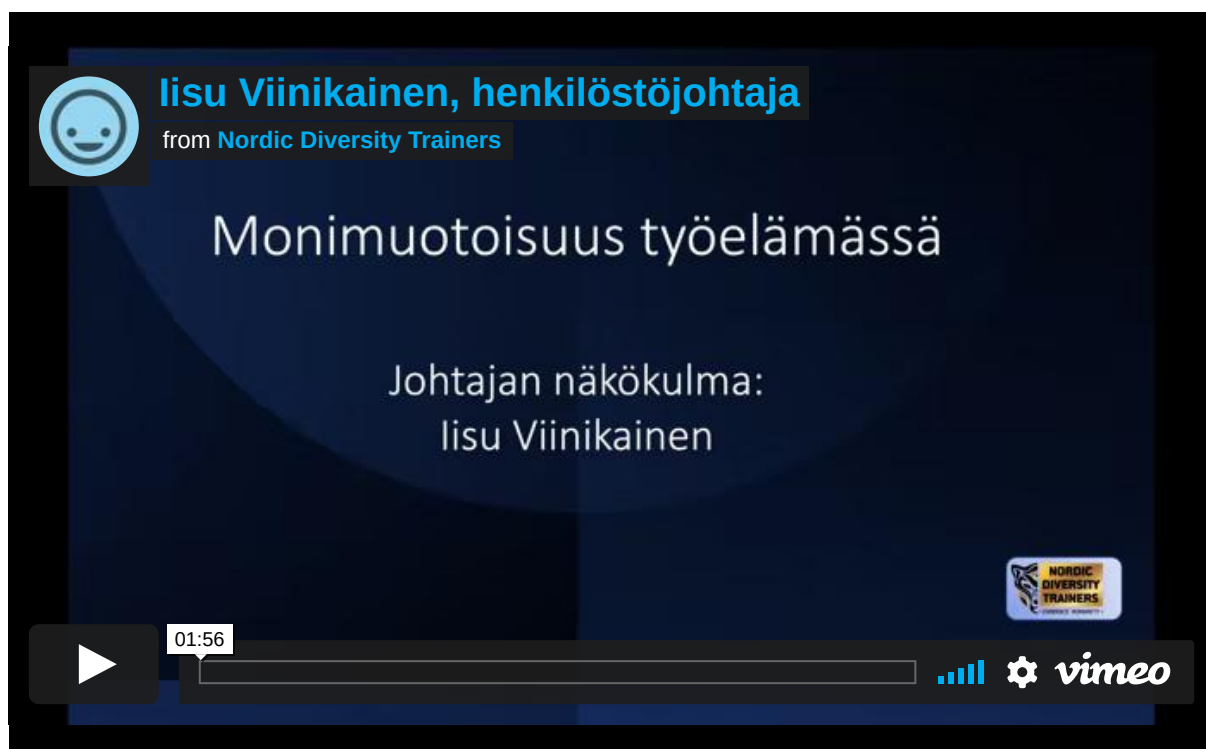 Iisu Viinikainen, henkilöstöjohtaja
from Nordic Diversity Trainers
Monimuotoisuus työelämässä
Johtajan näkökulma:
Iisu Viinikainen
NORDIC
DIVERSITY
TRAINERS
01:56
vimeo